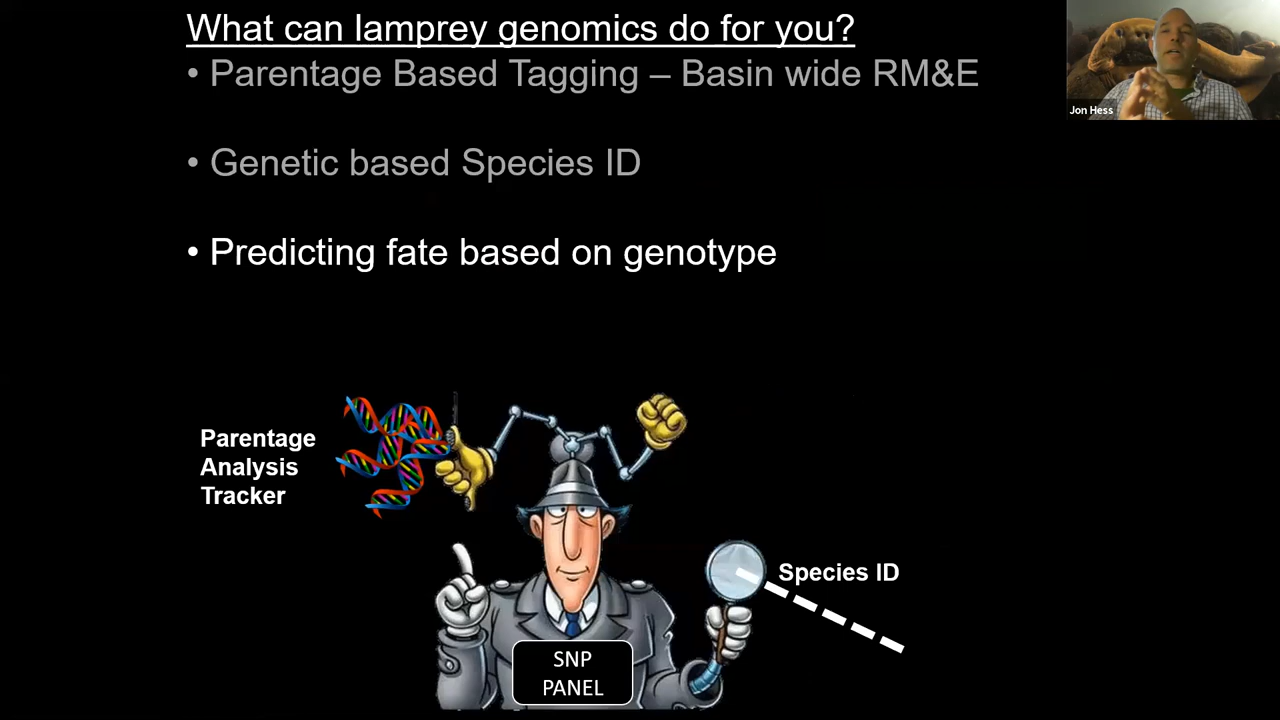 What can lamprey genomics do for you?
• Parentage Based Tagging – Basin wide RM&E
Jon Hess
• Genetic based Species ID
• Predicting fate based on genotype
Parentage
Analysis
Tracker
Species ID
SNP
PANEL